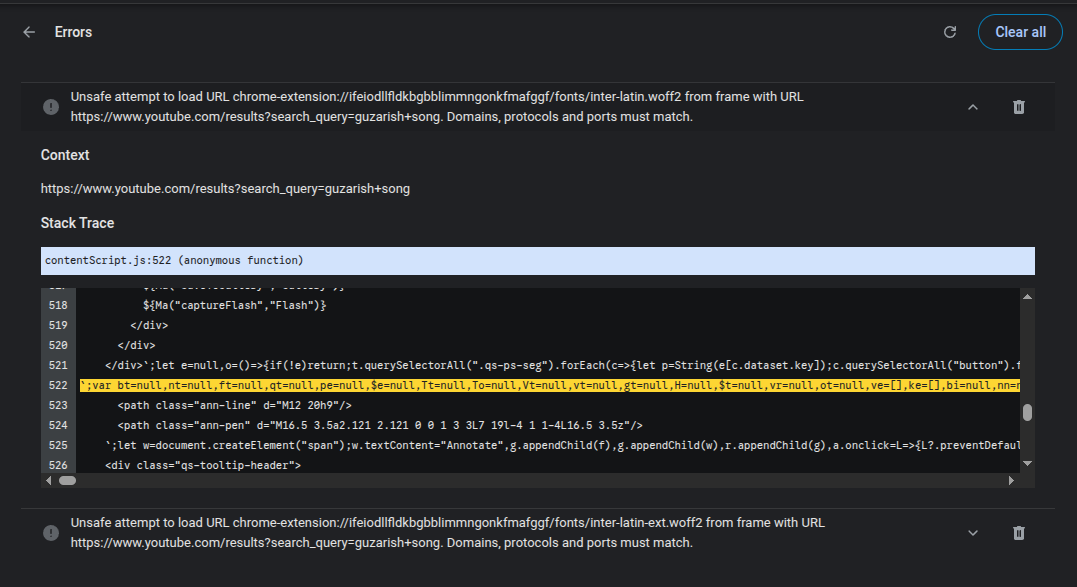 Errors
Clear all
Unsafe attempt to load URL chrome-extension://ifeiodllfldkbgbblimmngonkfmafggf/fonts/inter-latin.woff2 from frame with URL
https://www.youtube.com/results?search_query=guzarish+song. Domains, protocols and ports must match.
Context
https://www.youtube.com/results?search_query=guzarish+song
Stack Trace
contentScript.js:522 (anonymous function)
518 ${Ma("captureFlash","Flash")}
519 </div>
520 </div>
521 </div>`;let e=null,o=()=>{if(!e)return;t.querySelectorAll(".qs-ps-seg").forEach(c=>{let p=String(e[c.dataset.key]);c.querySelectorAll("button").f
522 `;var bt=null,nt=null,ft=null,qt=null,pe=null,$e=null,Tt=null,To=null,Vt=null,vt=null,gt=null,H=null,$t=null,vr=null,ot=null,ve=[],ke=[],bi=null,nn=n
523 <path class="ann-line" d="M12 20h9"/>
524 <path class="ann-pen" d="M16.5 3.5a2.121 2.121 0 0 1 3 3L7 19l-4 1 1-4L16.5 3.5z"/>
525 `;let w=document.createElement("span");w.textContent="Annotate",g.appendChild(f),g.appendChild(w),r.appendChild(g),a.onclick=L=>{L?.preventDefaul
526 <div class="qs-tooltip-header">
Unsafe attempt to load URL chrome-extension://ifeiodllfldkbgbblimmngonkfmafggf/fonts/inter-latin-ext.woff2 from frame with URL
https://www.youtube.com/results?search_query=guzarish+song. Domains, protocols and ports must match.